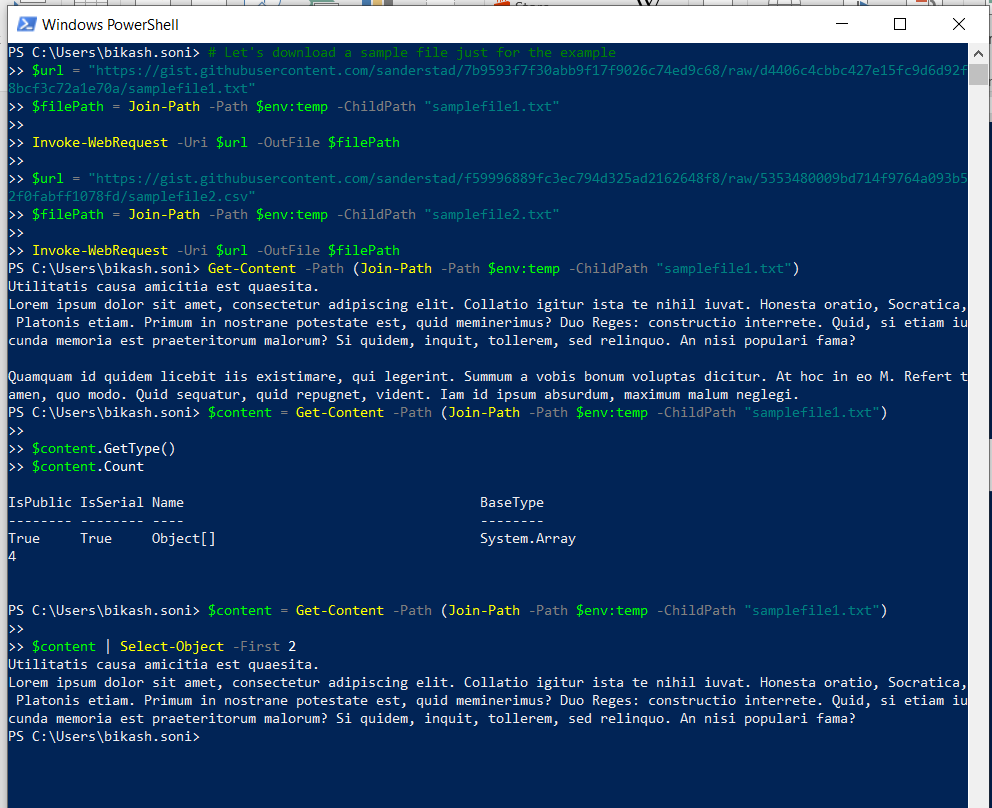 Windows PowerShell
PS C:\Users\bikash.soni> # Let's download a sample file just for the example
>> $url = "https://gist.githubusercontent.com/sanderstad/7b9593f7f30abb9f17f9026c74ed9c68/raw/d4406c4cbbc427e15fc9d6d92f
8bcf3c72a1e70a/samplefile1.txt"
>> $filePath = Join-Path -Path $env:temp -ChildPath "samplefile1.txt"
>>
>> Invoke-WebRequest -Uri $url -OutFile $filePath
>>
>> $url = "https://gist.githubusercontent.com/sanderstad/f59996889fc3ec794d325ad2162648f8/raw/5353480009bd714f9764a093b5
2f0fabff1078fd/samplefile2.csv"
>> $filePath = Join-Path -Path $env:temp -ChildPath "samplefile2.txt"
>>
>> Invoke-WebRequest -Uri $url -OutFile $filePath
PS C:\Users\bikash.soni> Get-Content -Path (Join-Path -Path $env:temp -ChildPath "samplefile1.txt")
Utilitatis causa amicitia est quaesita.
Lorem ipsum dolor sit amet, consectetur adipiscing elit. Collatio igitur ista te nihil iuvat. Honesta oratio, Socratica,
 Platonis etiam. Primum in nostrane potestate est, quid meminerimus? Duo Reges: constructio interrete. Quid, si etiam iu
cunda memoria est praeteritorum malorum? Si quidem, inquit, tollerem, sed relinquo. An nisi populari fama?

Quamquam id quidem licebit iis existimare, qui legerint. Summum a vobis bonum voluptas dicitur. At hoc in eo M. Refert t
amen, quo modo. Quid sequatur, quid repugnet, vident. Iam id ipsum absurdum, maximum malum neglegi.
PS C:\Users\bikash.soni> $content = Get-Content -Path (Join-Path -Path $env:temp -ChildPath "samplefile1.txt")
>>
>> $content.GetType()
>> $content.Count

IsPublic IsSerial Name                                     BaseType
-------- -------- ----                                     --------
True     True     Object[]                                 System.Array
4

PS C:\Users\bikash.soni> $content = Get-Content -Path (Join-Path -Path $env:temp -ChildPath "samplefile1.txt")
>>
>> $content | Select-Object -First 2
Utilitatis causa amicitia est quaesita.
Lorem ipsum dolor sit amet, consectetur adipiscing elit. Collatio igitur ista te nihil iuvat. Honesta oratio, Socratica,
 Platonis etiam. Primum in nostrane potestate est, quid meminerimus? Duo Reges: constructio interrete. Quid, si etiam iu
cunda memoria est praeteritorum malorum? Si quidem, inquit, tollerem, sed relinquo. An nisi populari fama?
PS C:\Users\bikash.soni>